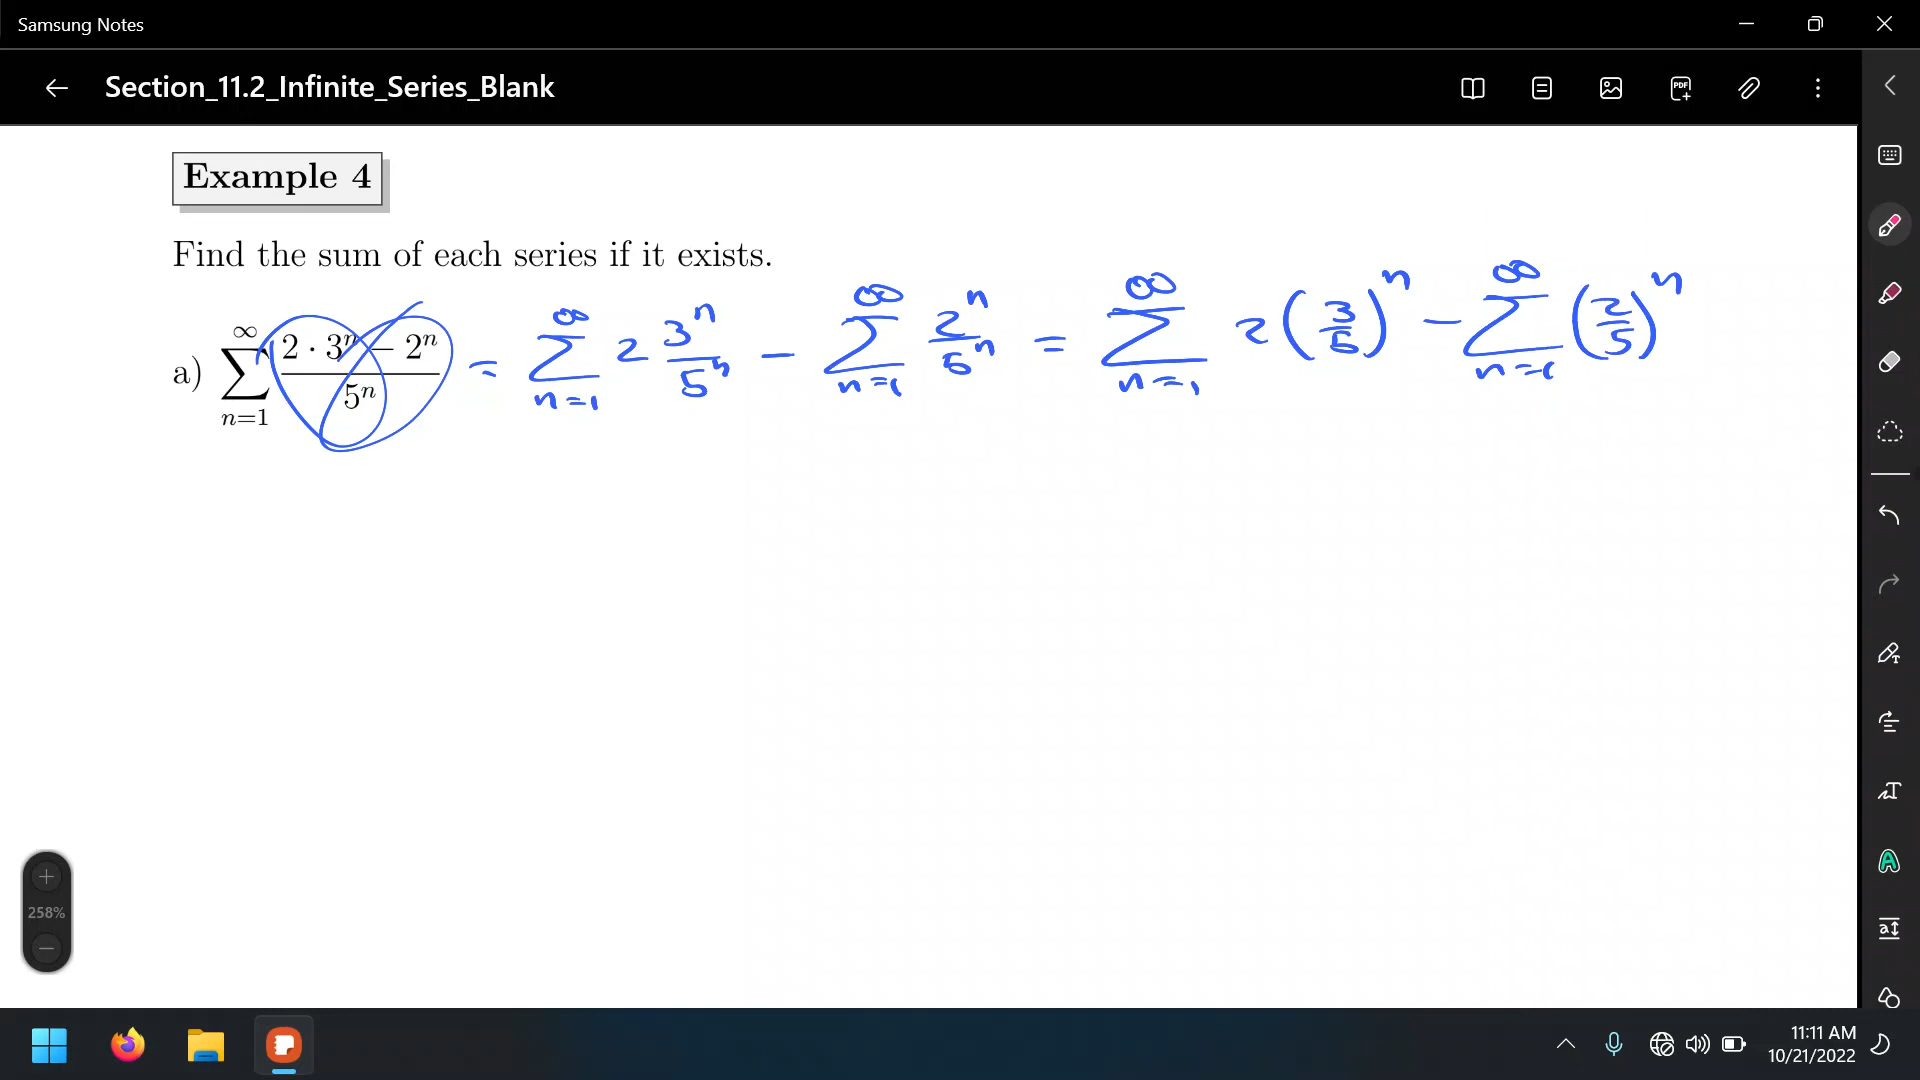 Samsung Notes
Section_11.2_Infinite_Series_Blank
PDF
Example 4
Find the sum of each series if it exists.
a) ∑_{n=1}^{∞} (2 · 3^n − 2^n)/5^n = ∑_{n=1}^{∞} 2 3^n/5^n − ∑_{n=1}^{∞} 2^n/5^n = ∑_{n=1}^{∞} 2(3/5)^n − ∑_{n=1}^{∞} (2/5)^n
258%
11:11 AM
10/21/2022